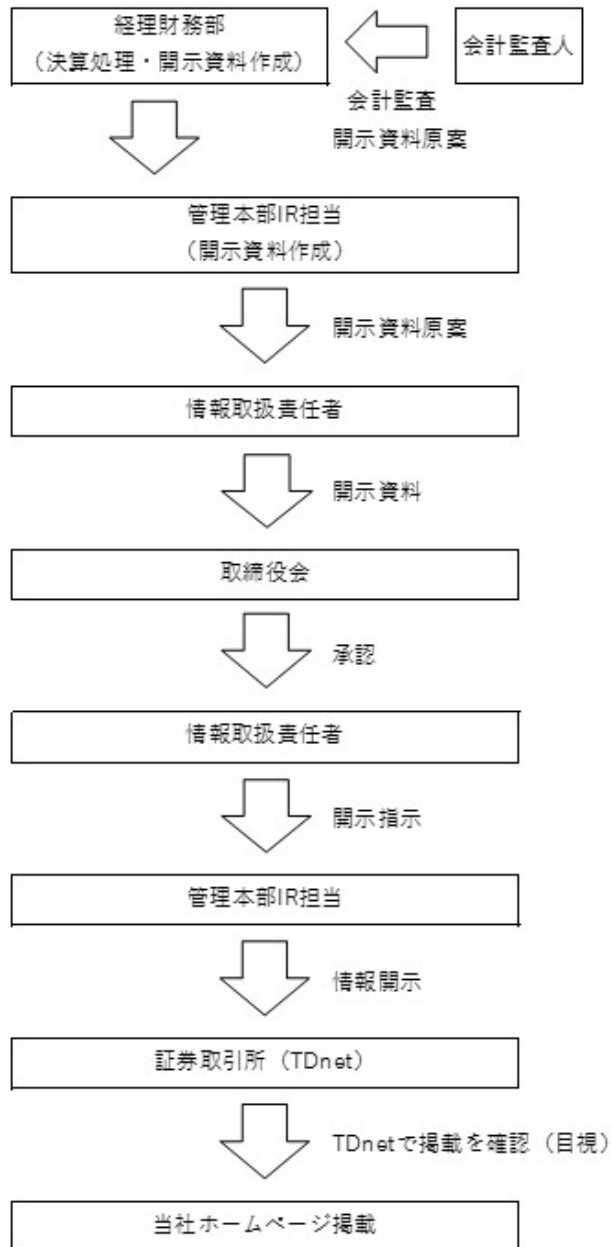 経理財務部
（決算処理・開示資料作成）
会計監査人
会計監査
開示資料原案
管理本部IR担当
（開示資料作成）
開示資料原案
情報取扱責任者
開示資料
取締役会
承認
情報取扱責任者
開示指示
管理本部IR担当
情報開示
証券取引所（TDnet）
TDnetで掲載を確認（目視）
当社ホームページ掲載